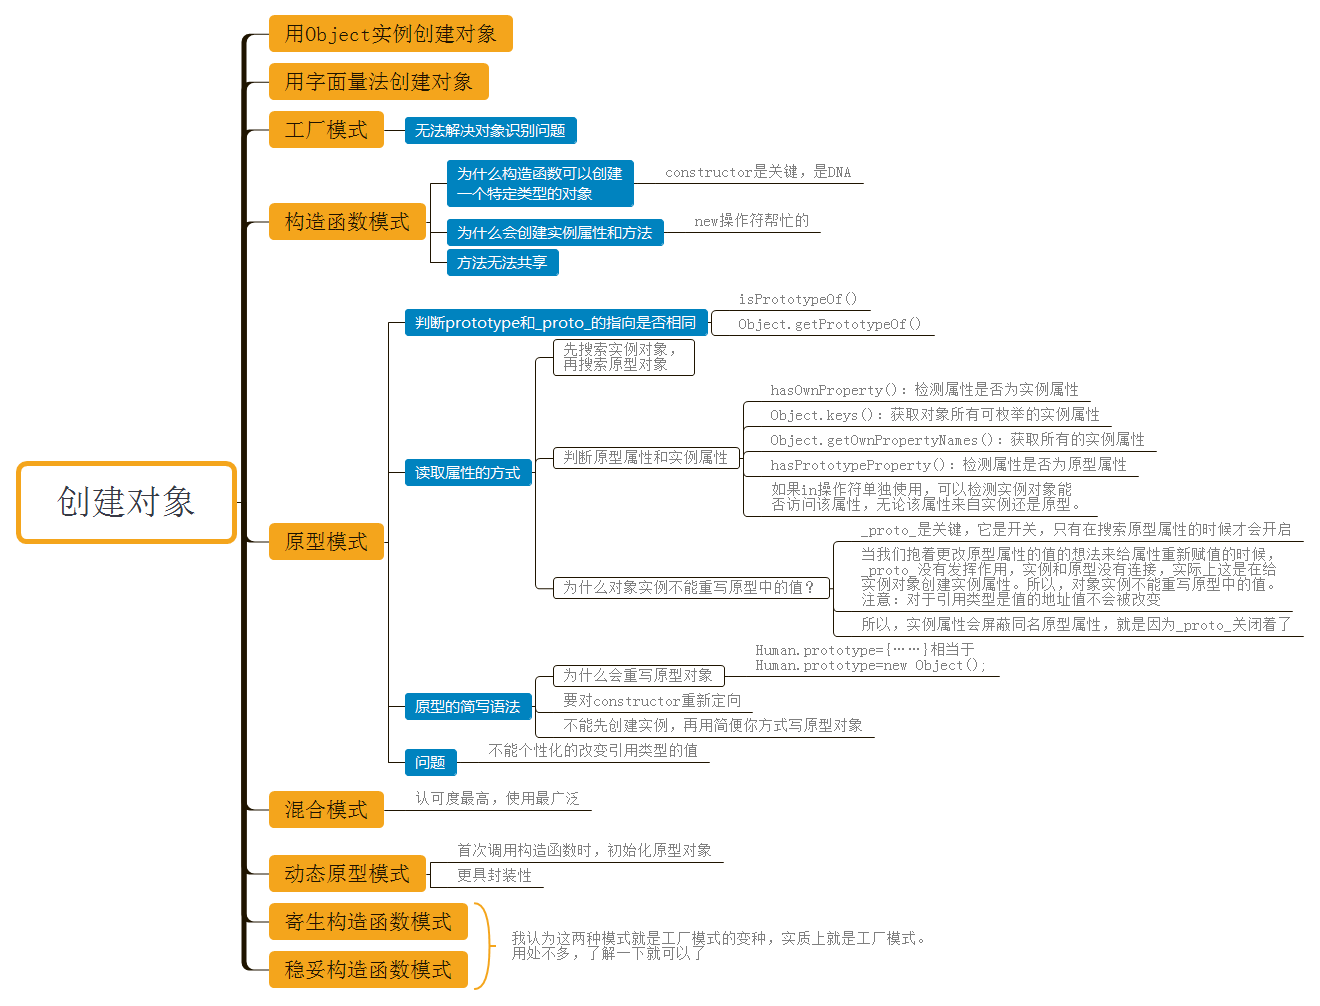 创建对象
用Object实例创建对象
用字面量法创建对象
工厂模式
无法解决对象识别问题
构造函数模式
为什么构造函数可以创建
一个特定类型的对象
constructor是关键，是DNA
为什么会创建实例属性和方法
new操作符帮忙的
方法无法共享
原型模式
判断prototype和_proto_的指向是否相同
isPrototypeOf()
Object.getPrototypeOf()
读取属性的方式
先搜索实例对象，
再搜索原型对象
判断原型属性和实例属性
hasOwnProperty()：检测属性是否为实例属性
Object.keys()：获取对象所有可枚举的实例属性
Object.getOwnPropertyNames()：获取所有的实例属性
hasPrototypeProperty()：检测属性是否为原型属性
如果in操作符单独使用，可以检测实例对象能
否访问该属性，无论该属性来自实例还是原型。
为什么对象实例不能重写原型中的值？
_proto_是关键，它是开关，只有在搜索原型属性的时候才会开启
当我们抱着更改原型属性的值的想法来给属性重新赋值的时候，
_proto_没有发挥作用，实例和原型没有连接，实际上这是在给
实例对象创建实例属性。所以，对象实例不能重写原型中的值。
注意：对于引用类型是值的地址值不会被改变
所以，实例属性会屏蔽同名原型属性，就是因为_proto_关闭着了
原型的简写语法
为什么会重写原型对象
Human.prototype={……}相当于
Human.prototype=new Object();
要对constructor重新定向
不能先创建实例，再用简便你方式写原型对象
问题
不能个性化的改变引用类型的值
混合模式
认可度最高，使用最广泛
动态原型模式
首次调用构造函数时，初始化原型对象
更具封装性
寄生构造函数模式
稳妥构造函数模式
我认为这两种模式就是工厂模式的变种，实质上就是工厂模式。
用处不多，了解一下就可以了